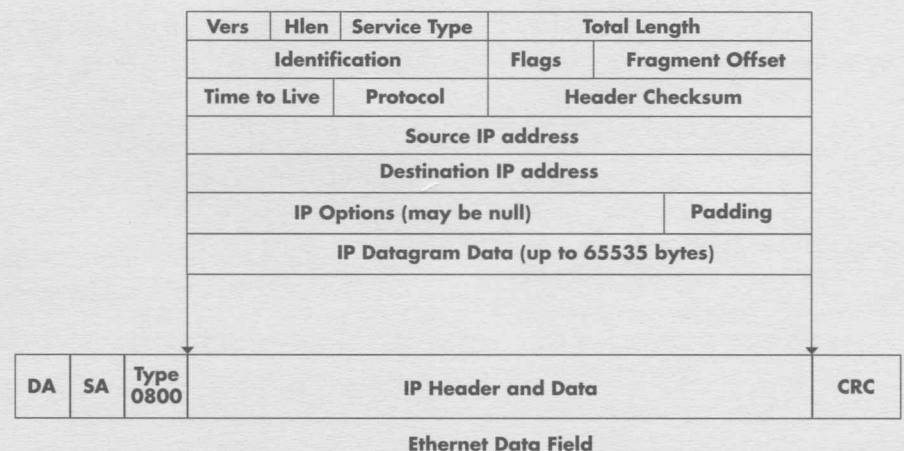 Vers Hlen Service Type Total Length
Identification Flags Fragment Offset
Time to Live Protocol Header Checksum
Source IP address
Destination IP address
IP Options (may be null) Padding
IP Datagram Data (up to 65535 bytes)
DA SA Type 0800 IP Header and Data CRC
Ethernet Data Field